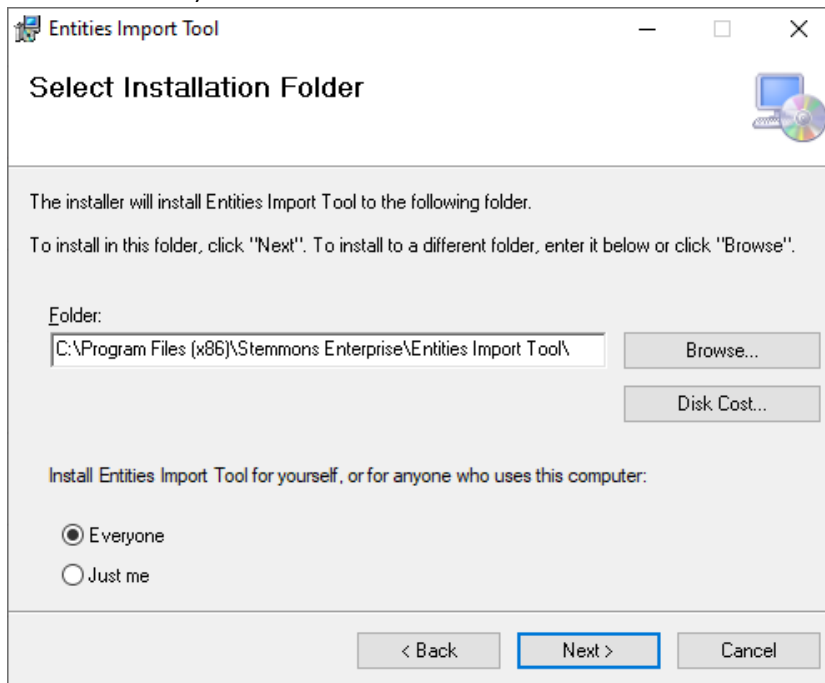 Entities Import Tool
Select Installation Folder
The installer will install Entities Import Tool to the following folder.
To install in this folder, click "Next". To install to a different folder, enter it below or click "Browse".
Folder:
C:\Program Files (x86)\Stemmons Enterprise\Entities Import Tool\
Browse...
Disk Cost...
Install Entities Import Tool for yourself, or for anyone who uses this computer:
Everyone
Just me
< Back
Next >
Cancel